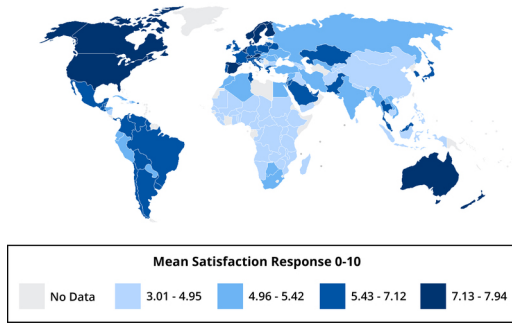 Mean Satisfaction Response 0-10
No Data 3.01 - 4.95 4.96 - 5.42 5.43 - 7.12 7.13 - 7.94